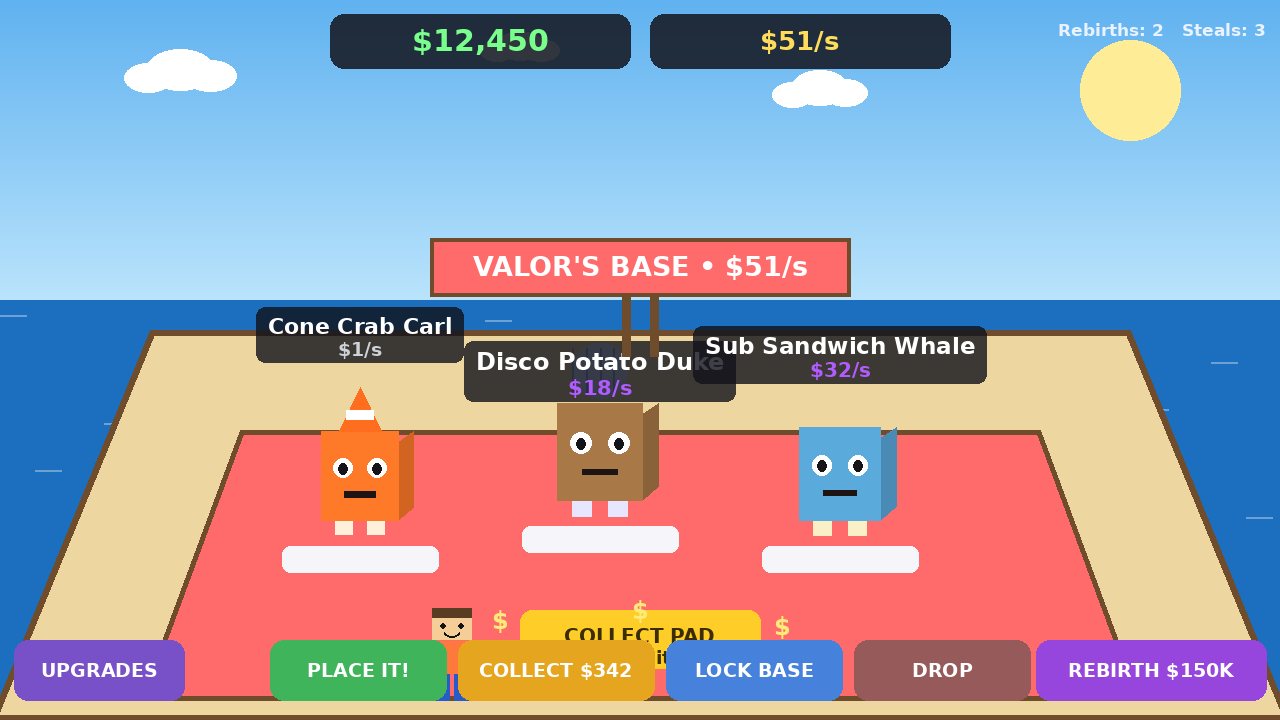 $12,450
$51/s
Rebirths: 2 Steals: 3
VALOR'S BASE • $51/s
Cone Crab Carl
$1/s
Disco Potato Duke
$18/s
Sub Sandwich Whale
$32/s
$
$
$
COLLECT PAD
UPGRADES
PLACE IT!
COLLECT $342
LOCK BASE
DROP
REBIRTH $150K